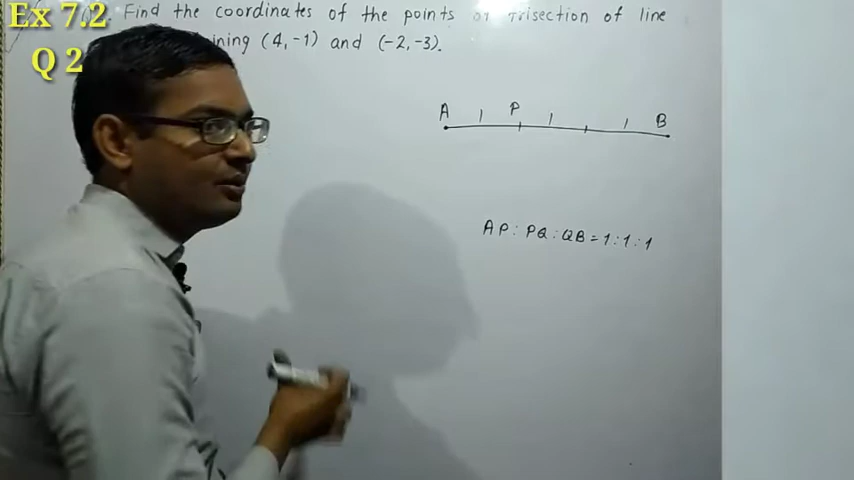 Ex 7.2
Q 2
Find the coordinates of the points of Trisection of line
ining (4, -1) and (-2, -3).
A 1 P 1 1 B
AP : PQ : QB = 1 : 1 : 1